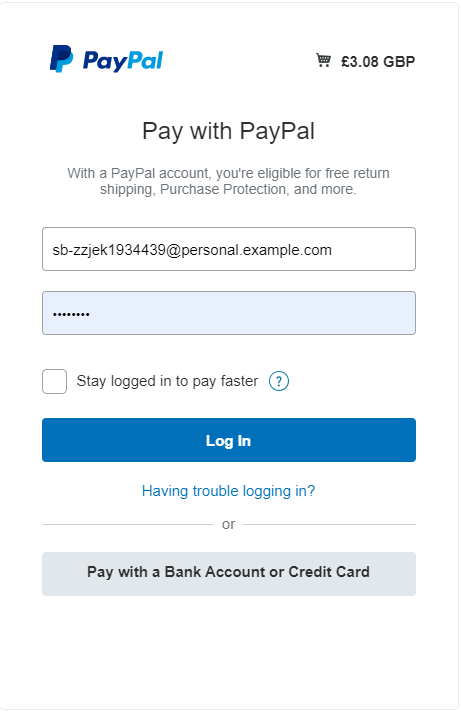 PayPal
£3.08 GBP
Pay with PayPal
With a PayPal account, you're eligible for free return
shipping, Purchase Protection, and more.
sb-zzjek1934439@personal.example.com
••••••••
Stay logged in to pay faster ?
Log In
Having trouble logging in?
or
Pay with a Bank Account or Credit Card